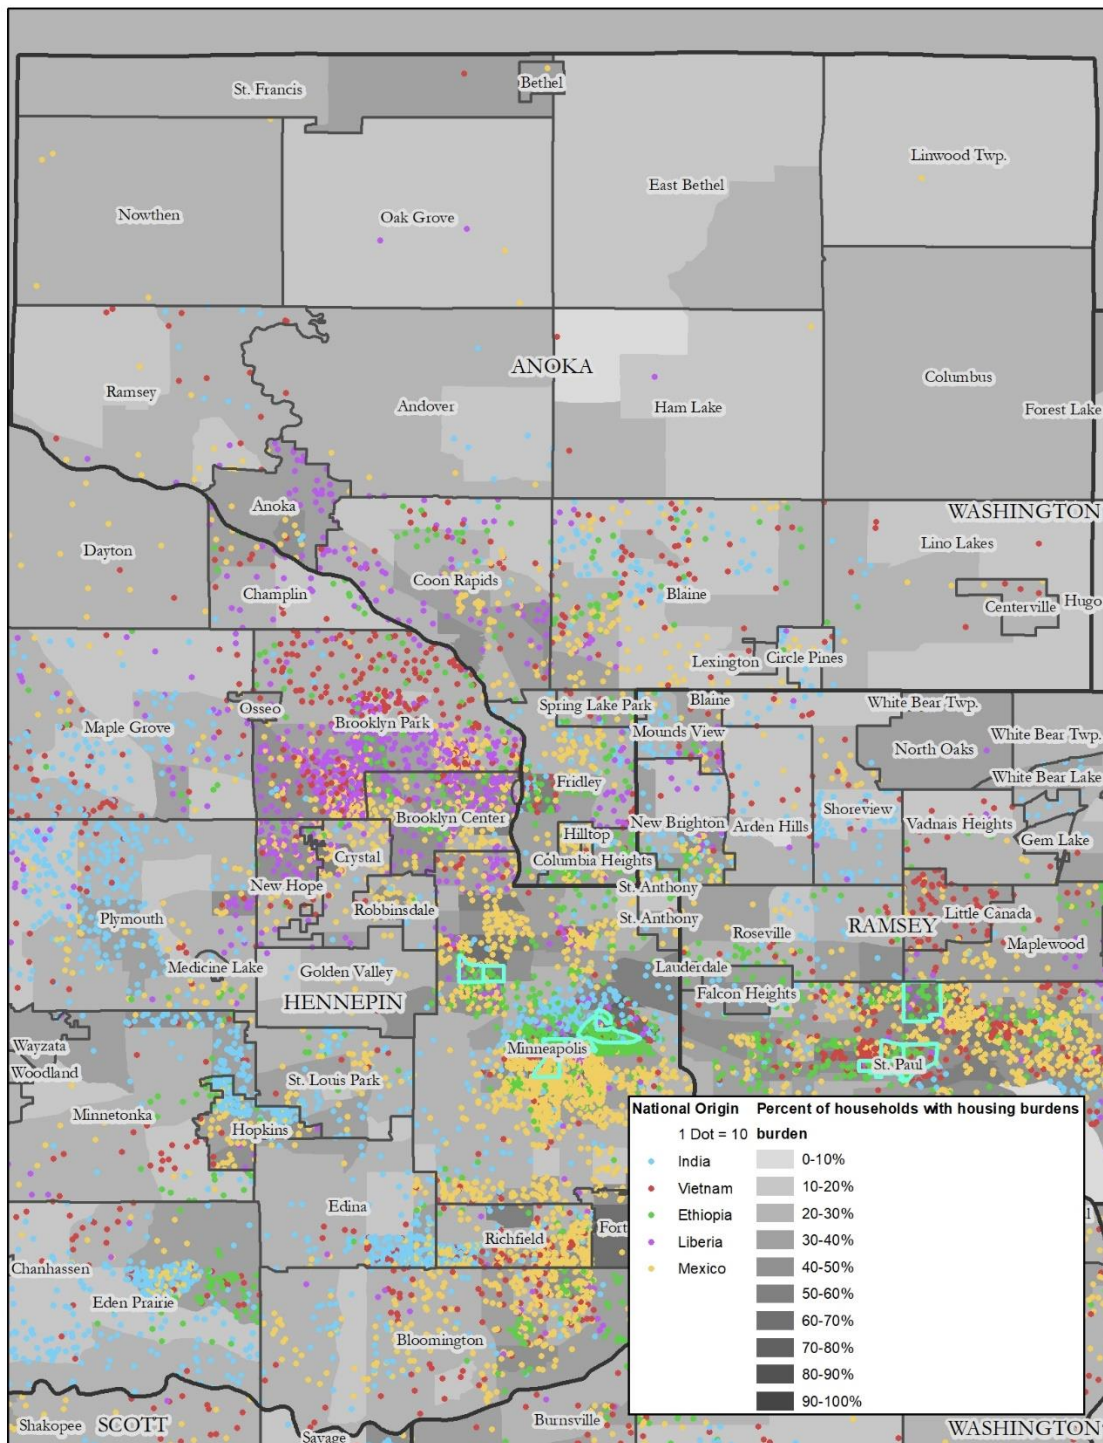 St. Francis
Bethel
Linwood Twp.
East Bethel
Nowthen
Oak Grove
ANOKA
Columbus
Ramsey
Andover
Ham Lake
Forest Lake
Anoka
WASHINGTON
Dayton
Lino Lakes
Coon Rapids
Champlin
Blaine
Centerville
Hugo
Lexington
Circle Pines
Osseo
Spring Lake Park
Blaine
White Bear Twp.
Maple Grove
Brooklyn Park
Mounds View
North Oaks
White Bear Twp.
White Bear Lake
Fridley
Brooklyn Center
New Brighton
Arden Hills
Shoreview
Vadnais Heights
Hilltop
Gem Lake
Crystal
Columbia Heights
New Hope
St. Anthony
Robbinsdale
Plymouth
St. Anthony
Little Canada
Roseville
RAMSEY
Maplewood
Medicine Lake
Golden Valley
Lauderdale
HENNEPIN
Falcon Heights
Wayzata
Minneapolis
Woodland
St. Louis Park
St. Paul
Minnetonka
Hopkins
National Origin
Percent of households with housing burdens
1 Dot = 10
burden
India
0-10%
Vietnam
10-20%
Ethiopia
20-30%
Liberia
30-40%
Mexico
40-50%
50-60%
60-70%
70-80%
80-90%
90-100%
Edina
Richfield
Fort
l
Chanhassen
Eden Prairie
Bloomington
Shakopee
SCOTT
Savage
Burnsville
WASHINGTON